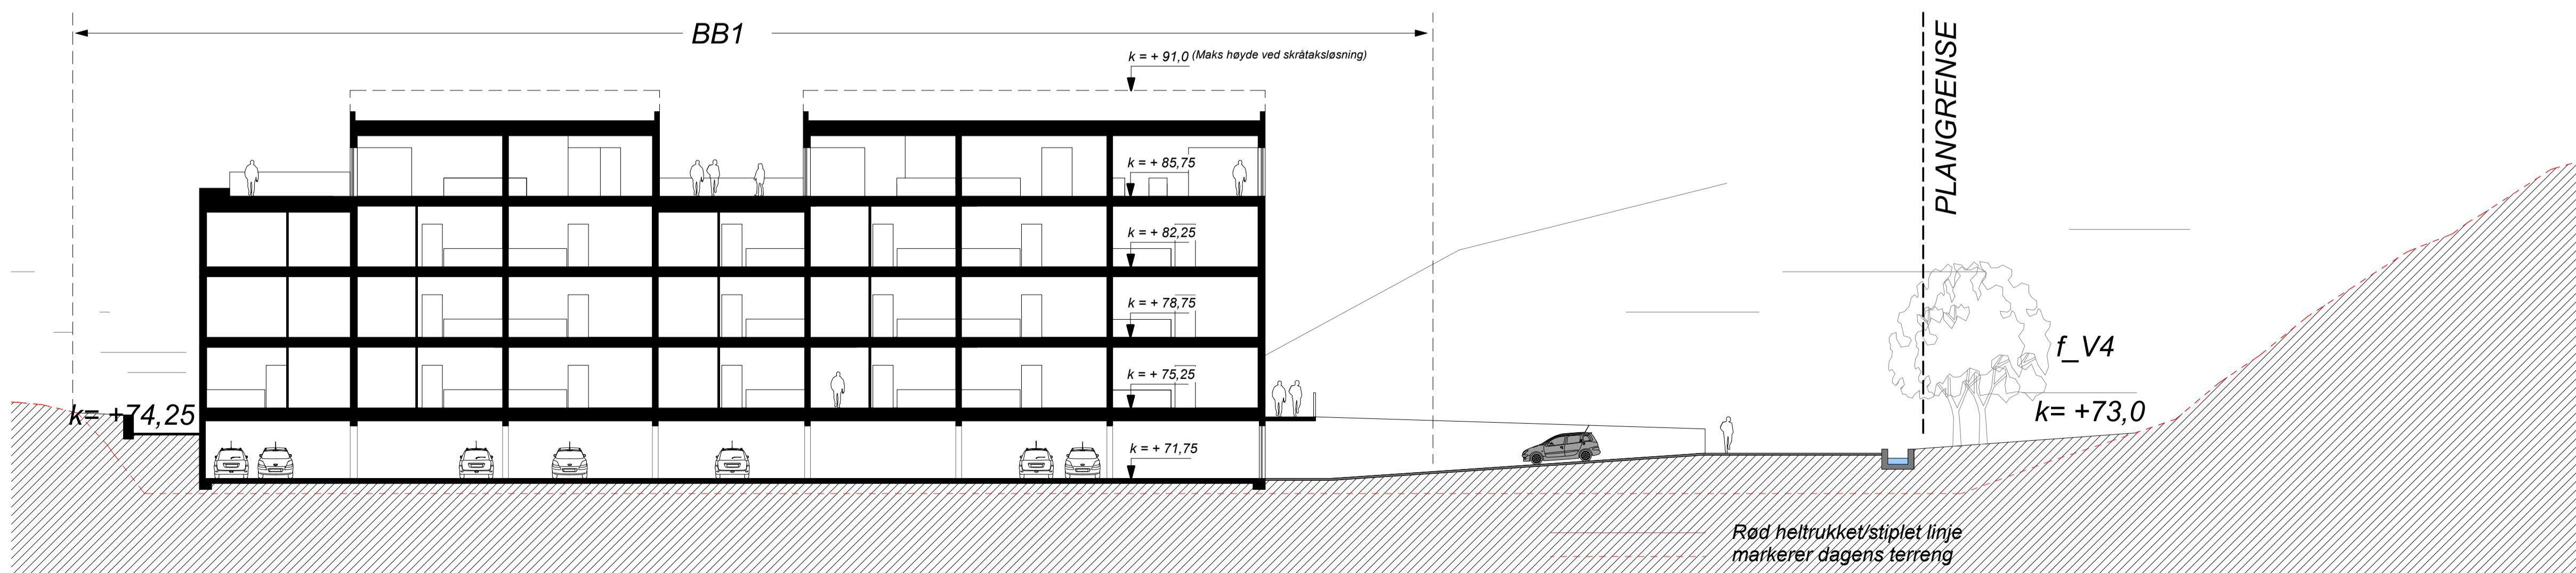 BB1
k = + 91,0 (Maks høyde ved skråtaksløsning)
PLANGRENSE
k = + 85,75
k = + 82,25
k = + 78,75
k = + 75,25
k = + 71,75
k= +74,25
f_V4
k= +73,0
Rød heltrukket/stiplet linje
markerer dagens terreng